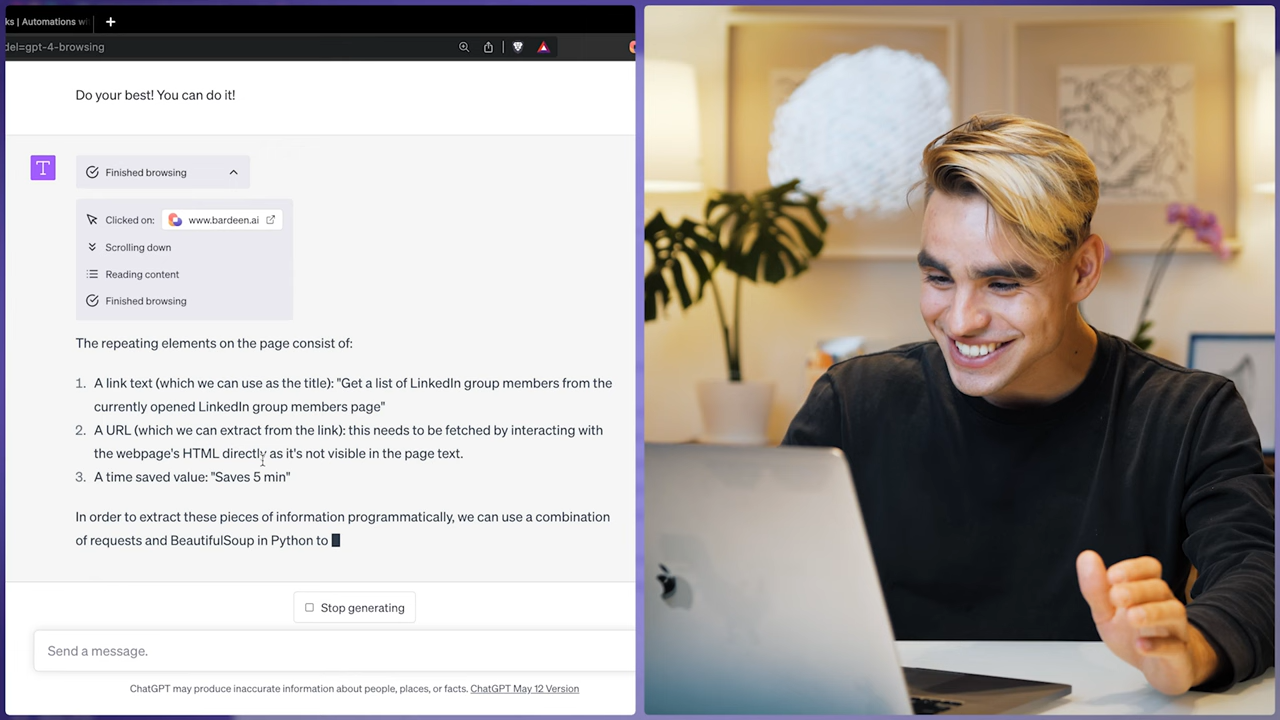 ks | Automations wi
del=gpt-4-browsing
Do your best! You can do it!
T
Finished browsing
Clicked on: www.bardeen.ai
Scrolling down
Reading content
Finished browsing
The repeating elements on the page consist of:
1. A link text (which we can use as the title): "Get a list of LinkedIn group members from the
currently opened LinkedIn group members page"
2. A URL (which we can extract from the link): this needs to be fetched by interacting with
the webpage's HTML directly as it's not visible in the page text.
3. A time saved value: "Saves 5 min"
In order to extract these pieces of information programmatically, we can use a combination
of requests and BeautifulSoup in Python to
Stop generating
Send a message.
ChatGPT may produce inaccurate information about people, places, or facts. ChatGPT May 12 Version